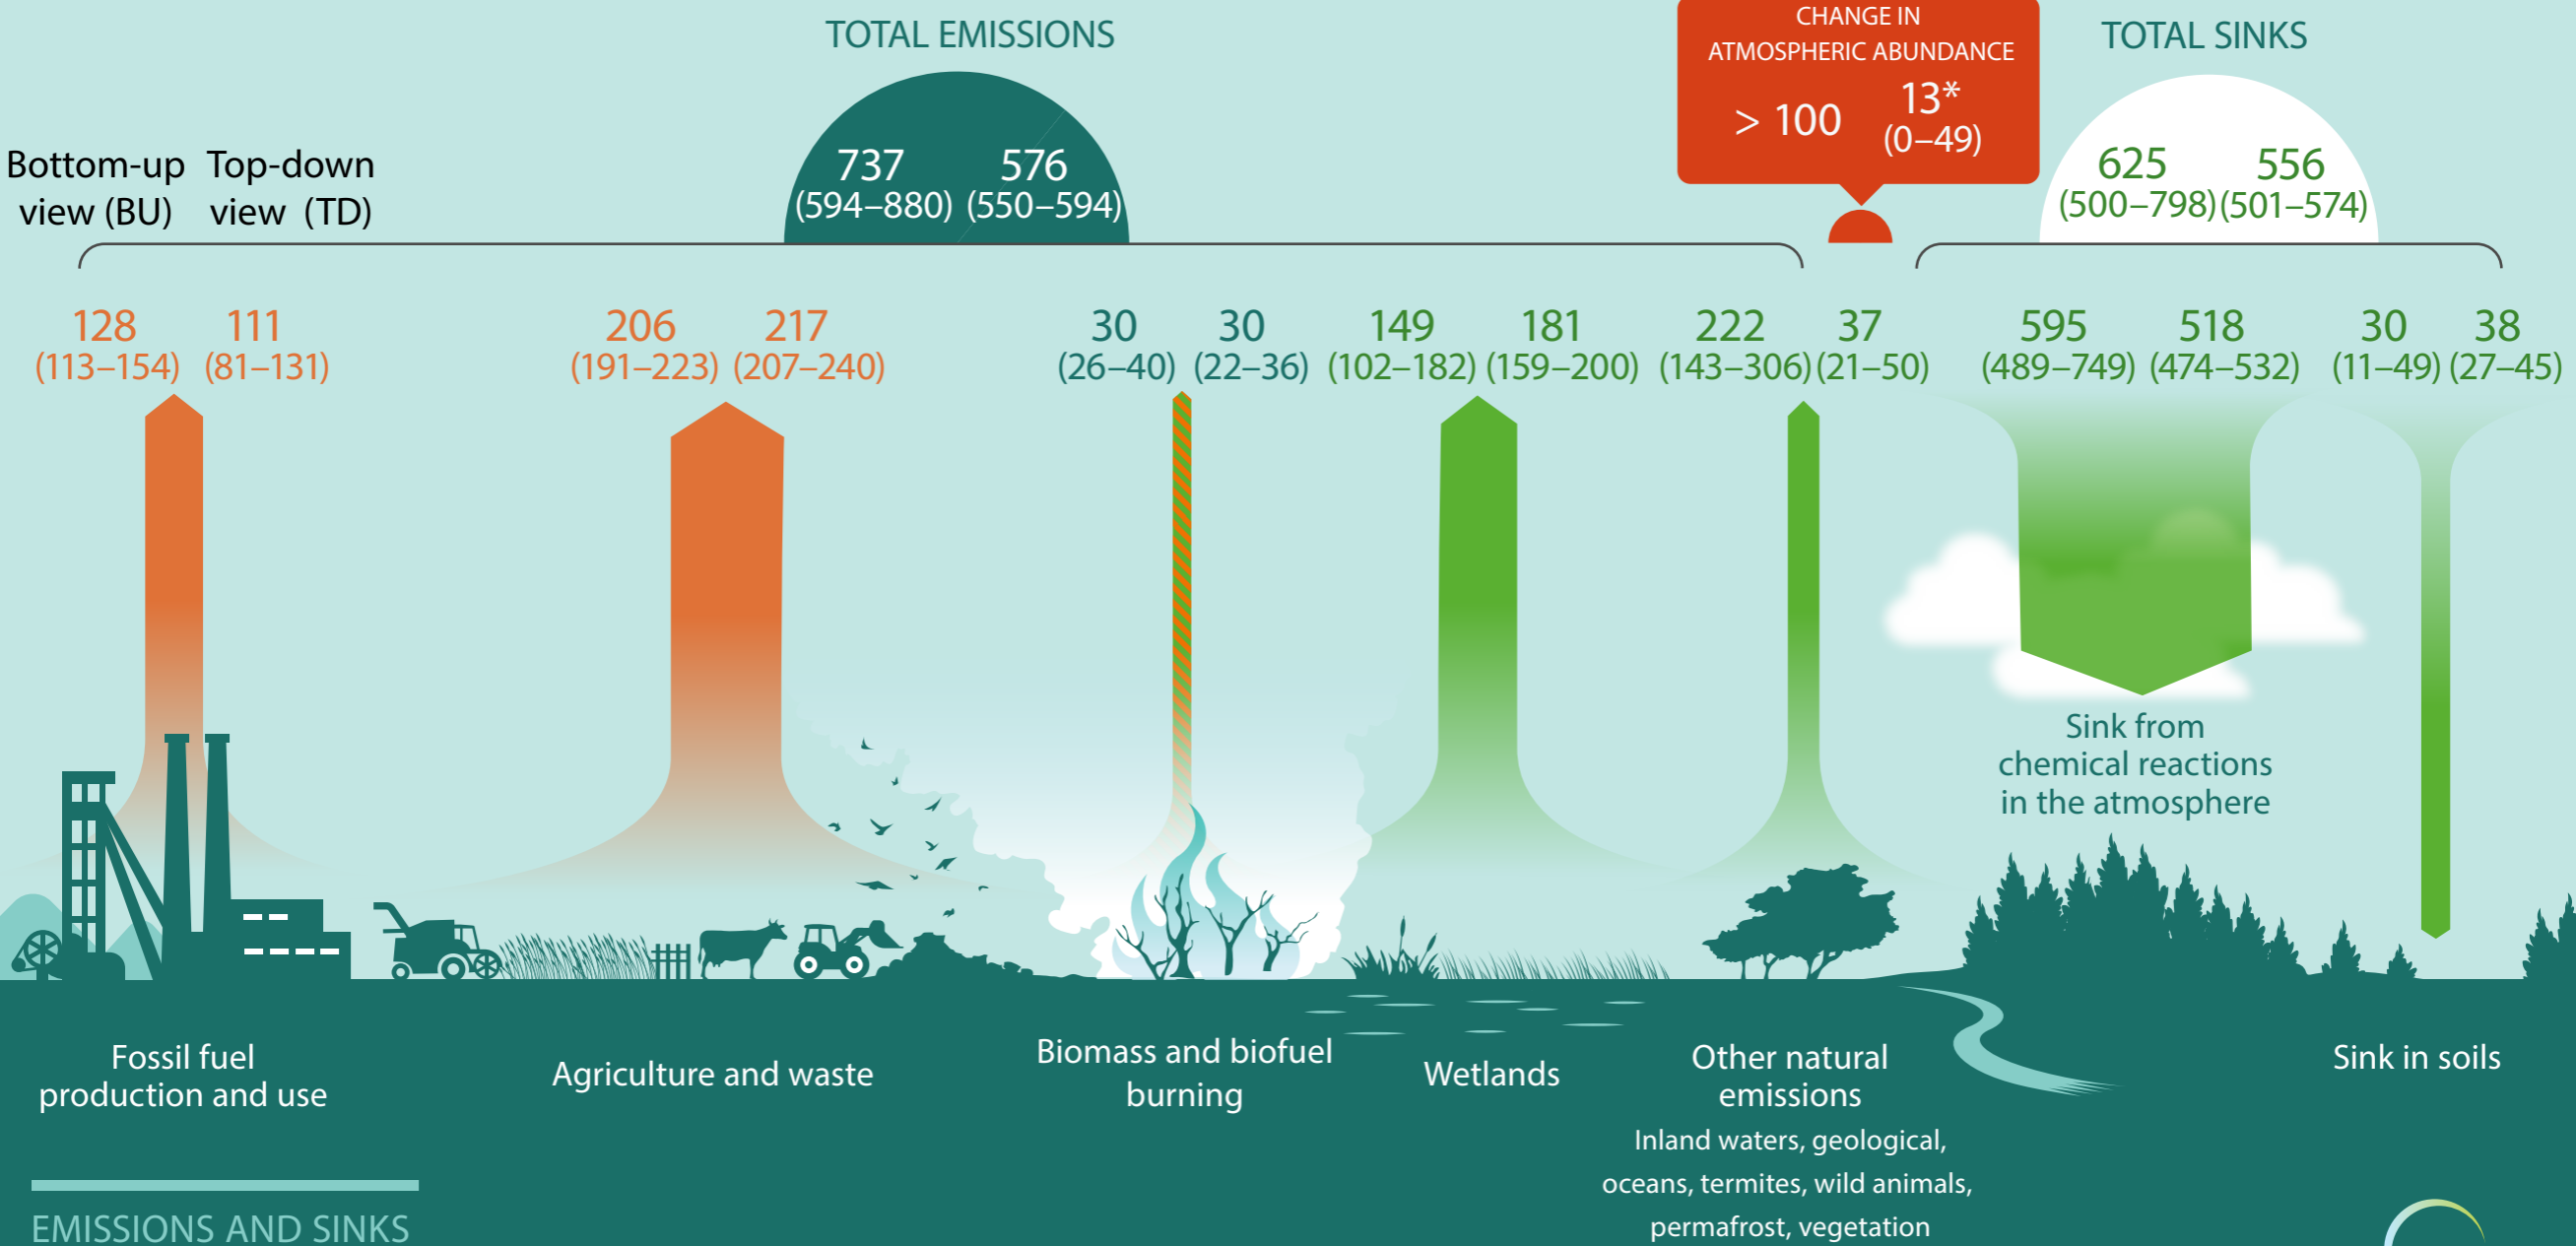 TOTAL EMISSIONS
CHANGE IN
ATMOSPHERIC ABUNDANCE
> 100
13*
(0–49)
TOTAL SINKS
Bottom-up
view (BU)
Top-down
view (TD)
737
(594–880)
576
(550–594)
625
(500–798)
556
(501–574)
128
(113–154)
111
(81–131)
206
(191–223)
217
(207–240)
30
(26–40)
30
(22–36)
149
(102–182)
181
(159–200)
222
(143–306)
37
(21–50)
595
(489–749)
518
(474–532)
30
(11–49)
38
(27–45)
Sink from
chemical reactions
in the atmosphere
Fossil fuel
production and use
Agriculture and waste
Biomass and biofuel
burning
Wetlands
Other natural
emissions
Inland waters, geological,
oceans, termites, wild animals,
permafrost, vegetation
Sink in soils
EMISSIONS AND SINKS